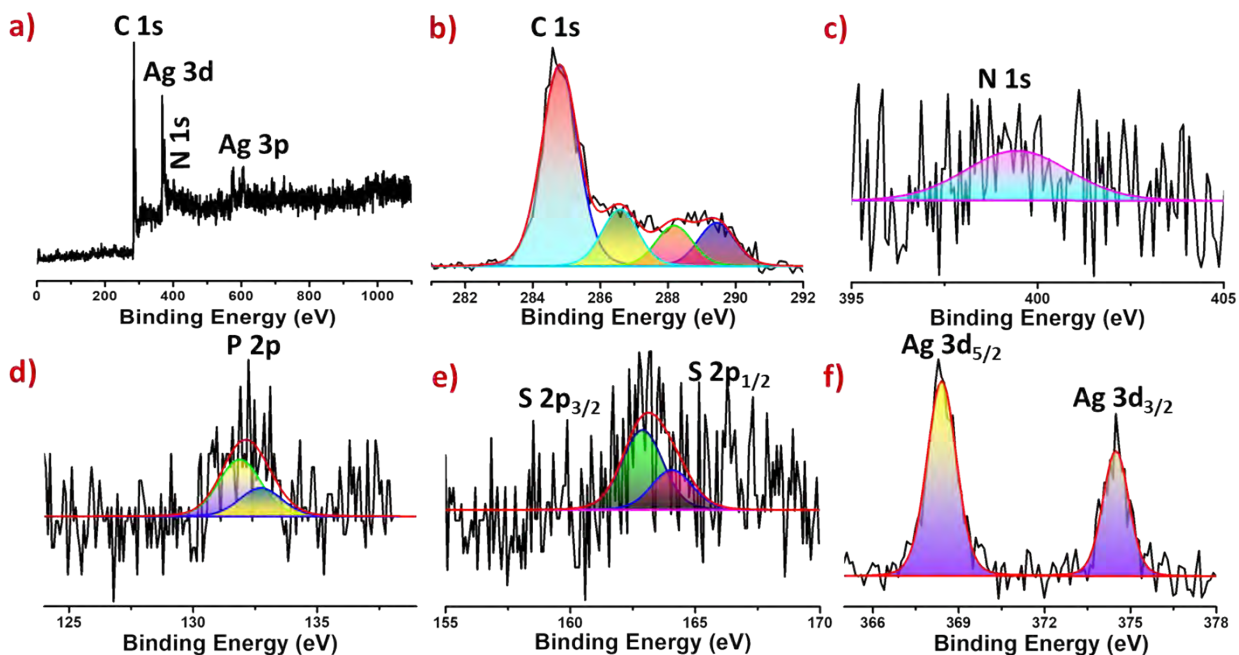 a)
C 1s
Ag 3d
N 1s
Ag 3p
0 200 400 600 800 1000
Binding Energy (eV)
b)
C 1s
282 284 286 288 290 292
Binding Energy (eV)
c)
N 1s
395 400 405
Binding Energy (eV)
d)
P 2p
125 130 135
Binding Energy (eV)
e)
S 2p3/2
S 2p1/2
155 160 165 170
Binding Energy (eV)
f)
Ag 3d5/2
Ag 3d3/2
366 369 372 375 378
Binding Energy (eV)